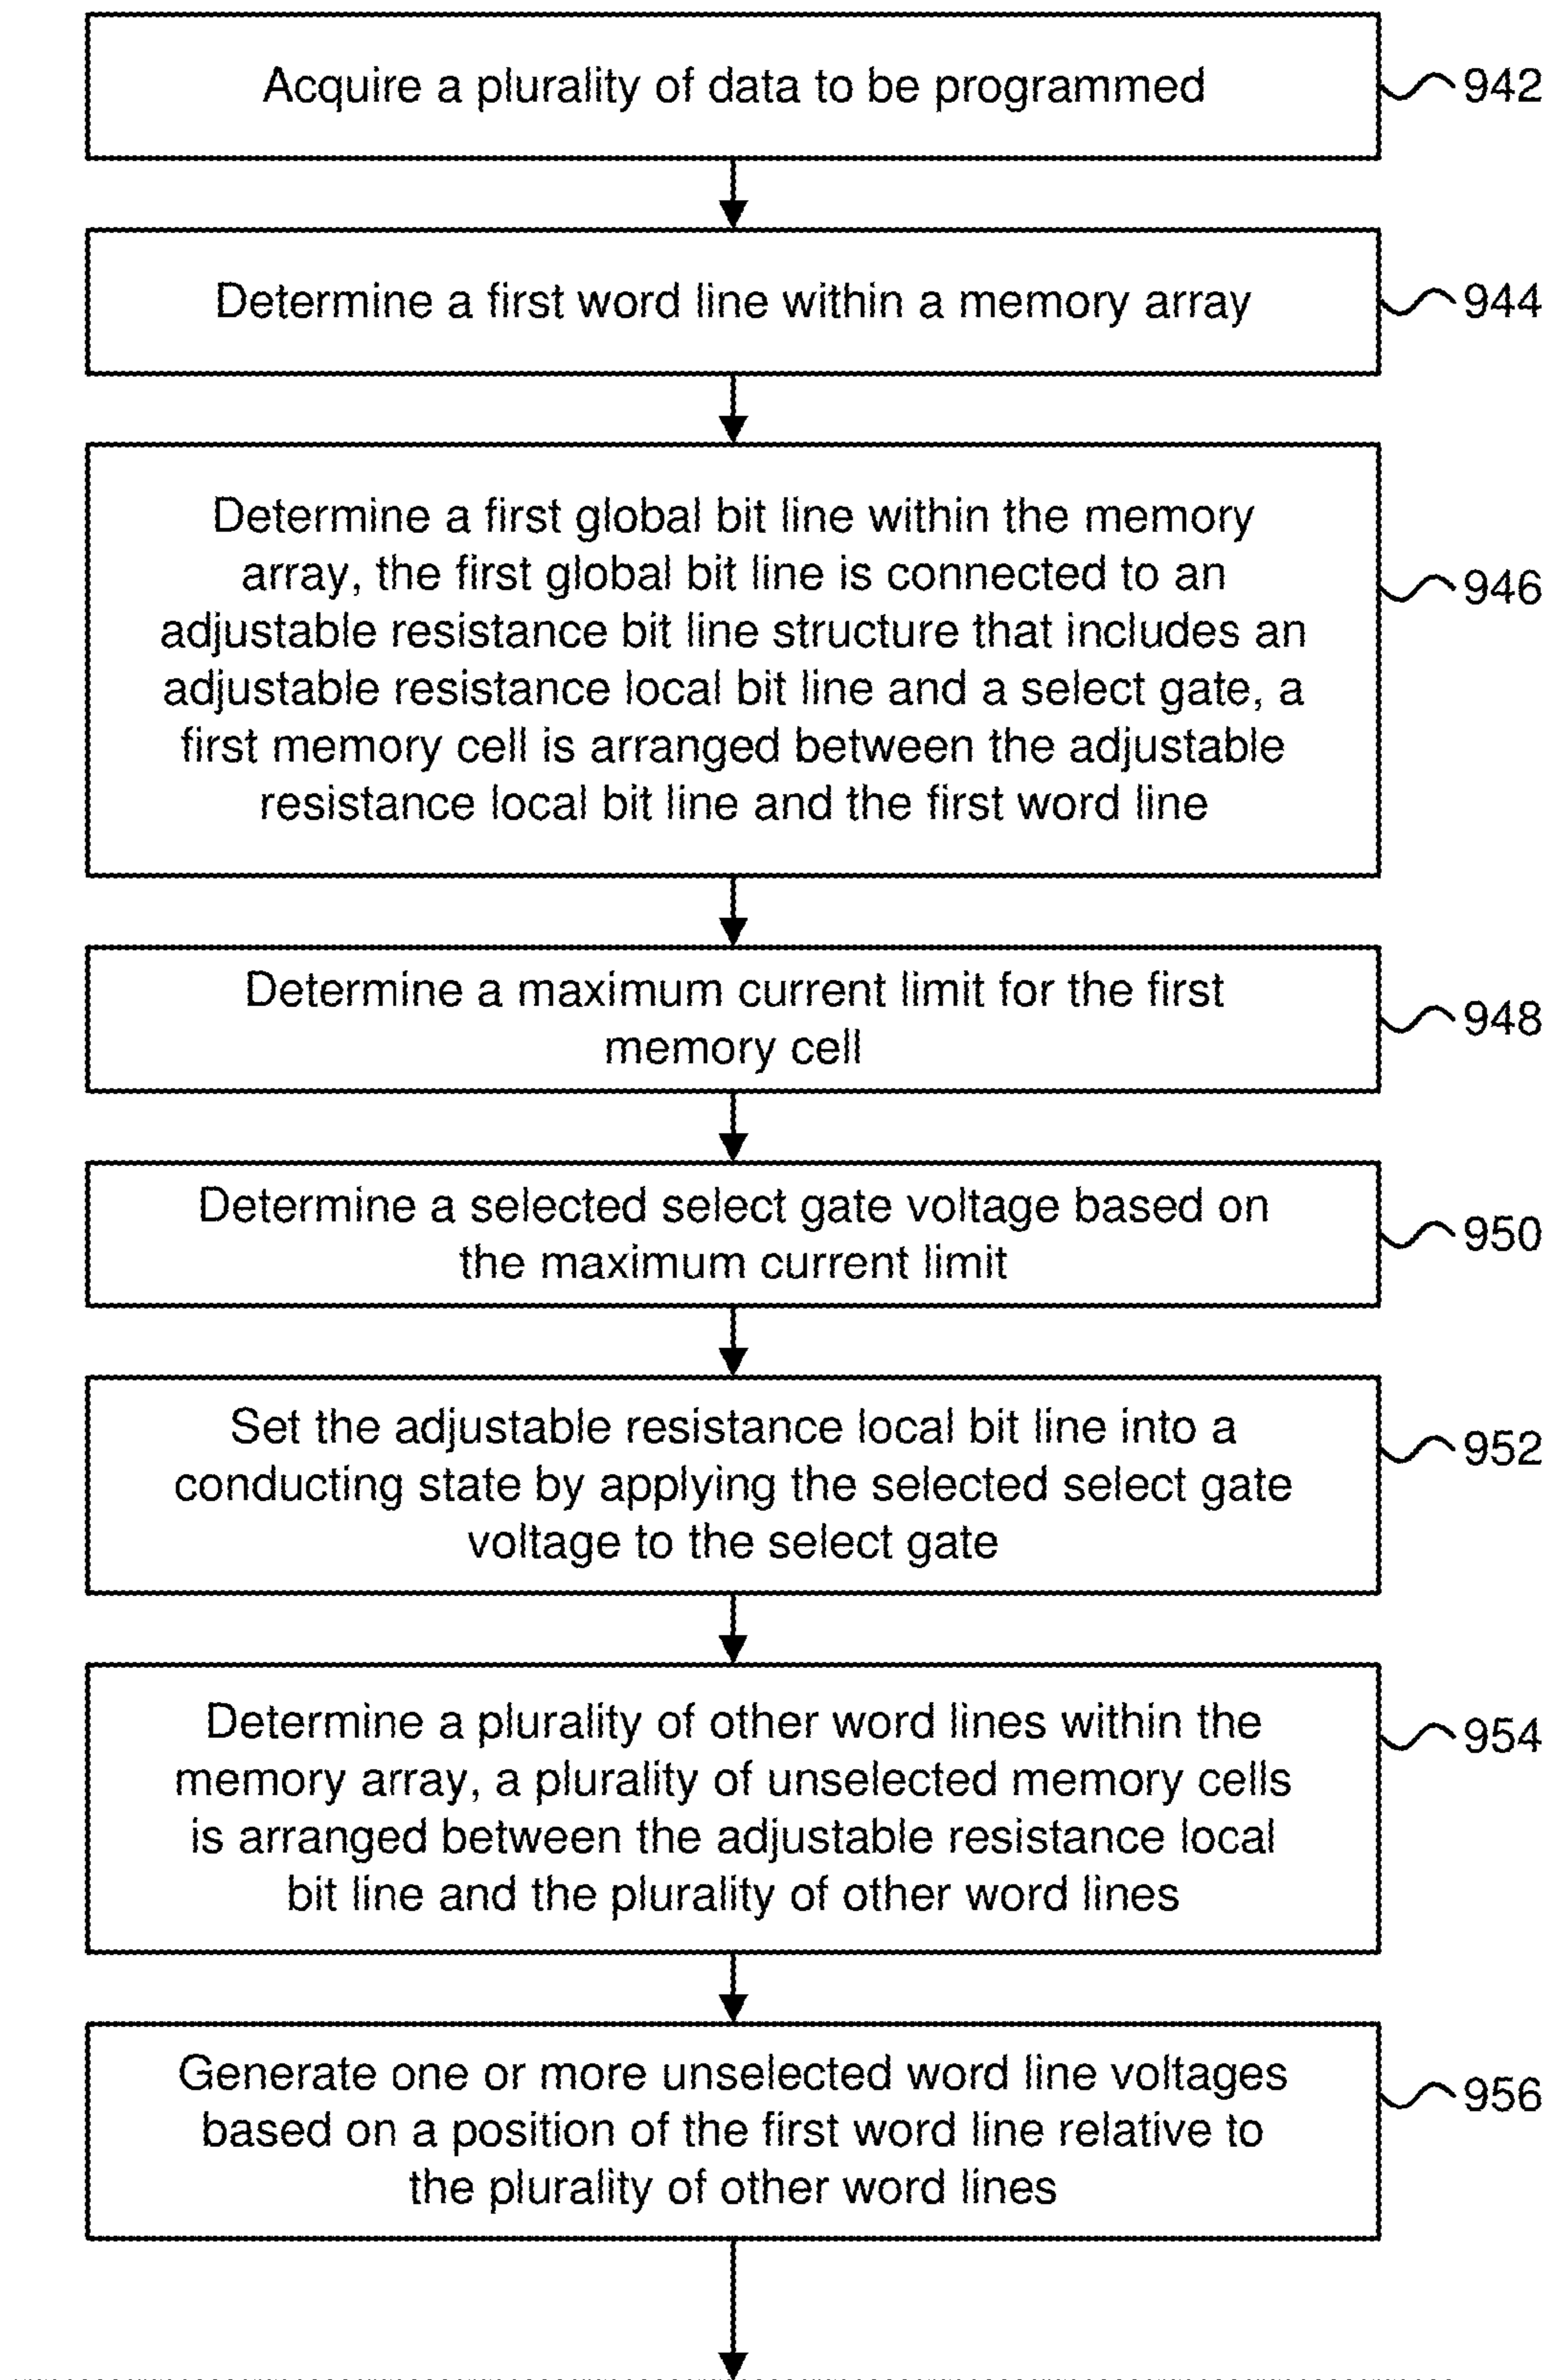 Acquire a plurality of data to be programmed
942
Determine a first word line within a memory array
944
Determine a first global bit line within the memory
array, the first global bit line is connected to an
adjustable resistance bit line structure that includes an
adjustable resistance local bit line and a select gate, a
first memory cell is arranged between the adjustable
resistance local bit line and the first word line
946
Determine a maximum current limit for the first
memory cell
948
Determine a selected select gate voltage based on
the maximum current limit
950
Set the adjustable resistance local bit line into a
conducting state by applying the selected select gate
voltage to the select gate
952
Determine a plurality of other word lines within the
memory array, a plurality of unselected memory cells
is arranged between the adjustable resistance local
bit line and the plurality of other word lines
954
Generate one or more unselected word line voltages
based on a position of the first word line relative to
the plurality of other word lines
956